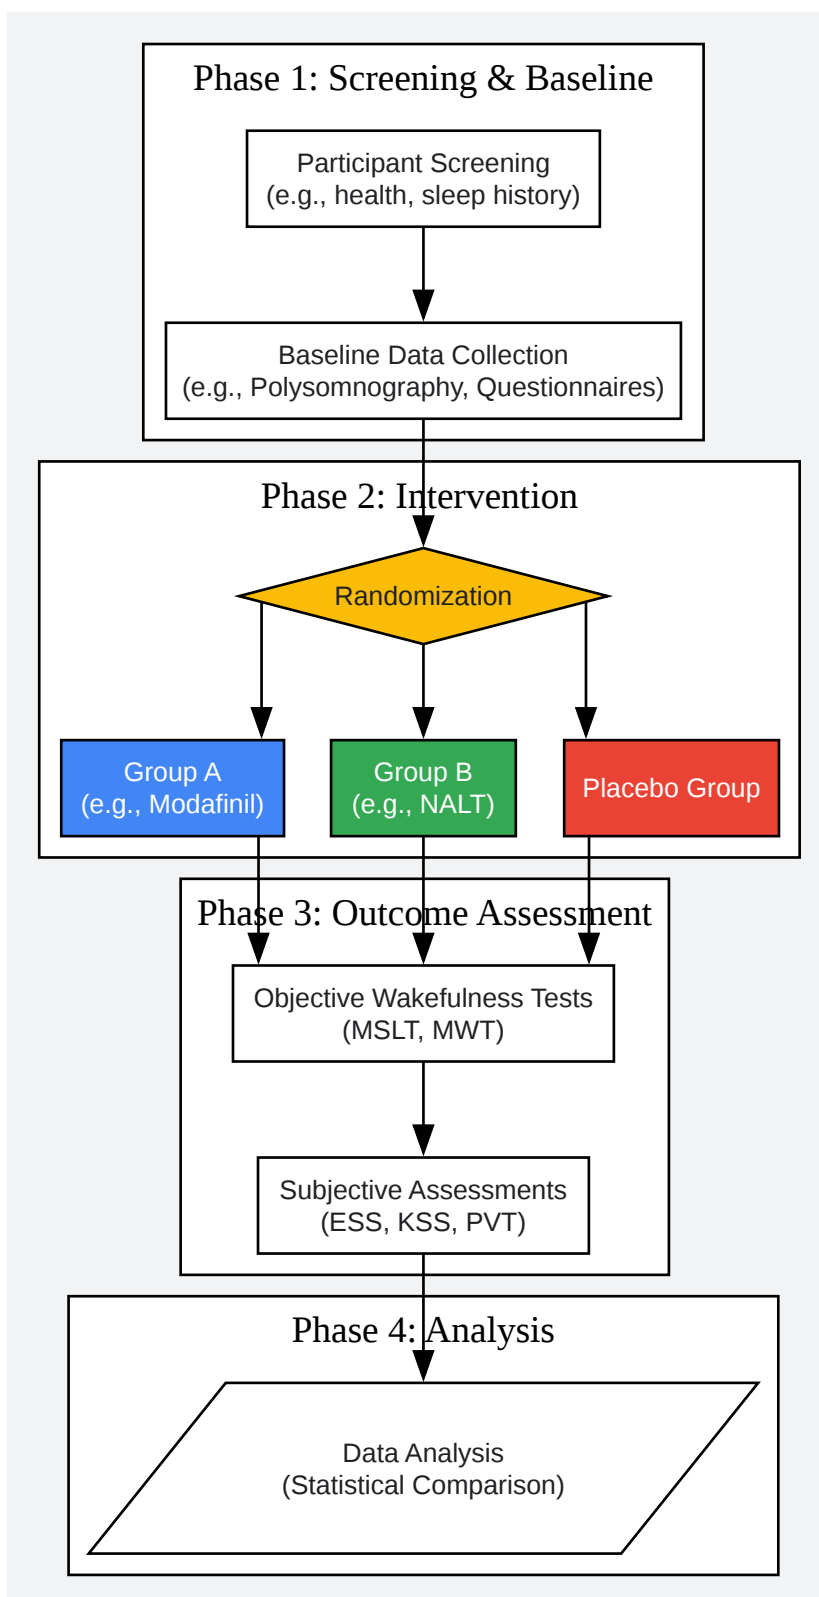 Phase 1: Screening & Baseline
Participant Screening
(e.g., health, sleep history)
Baseline Data Collection
(e.g., Polysomnography, Questionnaires)
Phase 2: Intervention
Randomization
Group A
(e.g., Modafinil)
Group B
(e.g., NALT)
Placebo Group
Phase 3: Outcome Assessment
Objective Wakefulness Tests
(MSLT, MWT)
Subjective Assessments
(ESS, KSS, PVT)
Phase 4: Analysis
Data Analysis
(Statistical Comparison)